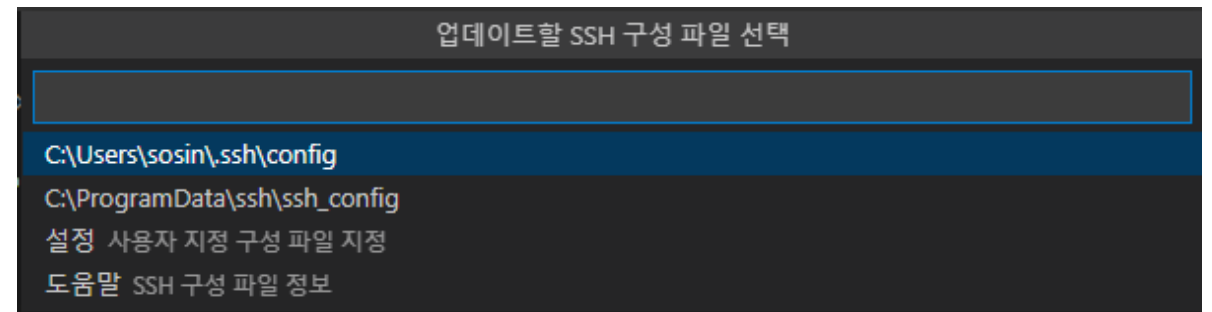 업데이트할 SSH 구성 파일 선택
C:\Users\sosin\.ssh\config
C:\ProgramData\ssh\ssh_config
설정 사용자 지정 구성 파일 지정
도움말 SSH 구성 파일 정보